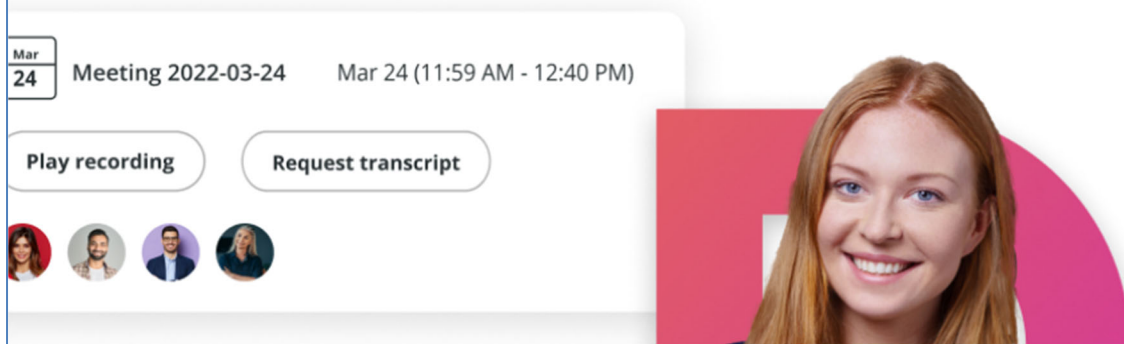 Mar
24
Meeting 2022-03-24 Mar 24 (11:59 AM - 12:40 PM)
Play recording Request transcript